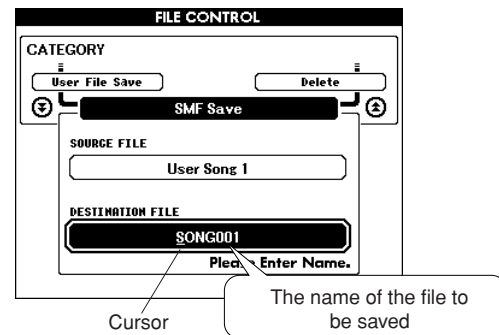 FILE CONTROL
CATEGORY
User File Save
Delete
SMF Save
SOURCE FILE
User Song 1
DESTINATION FILE
SONG001
Please Enter Name.
Cursor
The name of the file to
be saved